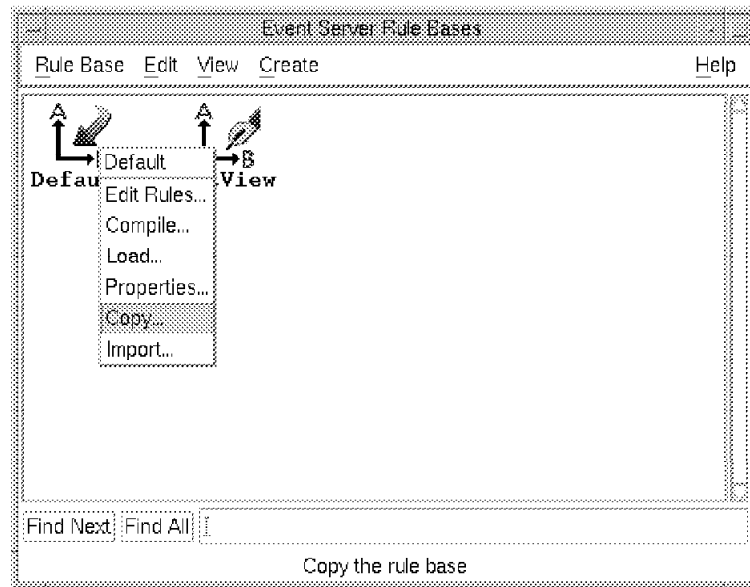 Event Server Rule Bases
Rule Base Edit View Create Help
A A
B
Default
Defau View
Edit Rules...
Compile...
Load...
Properties...
Copy...
Import...
Find Next Find All
Copy the rule base